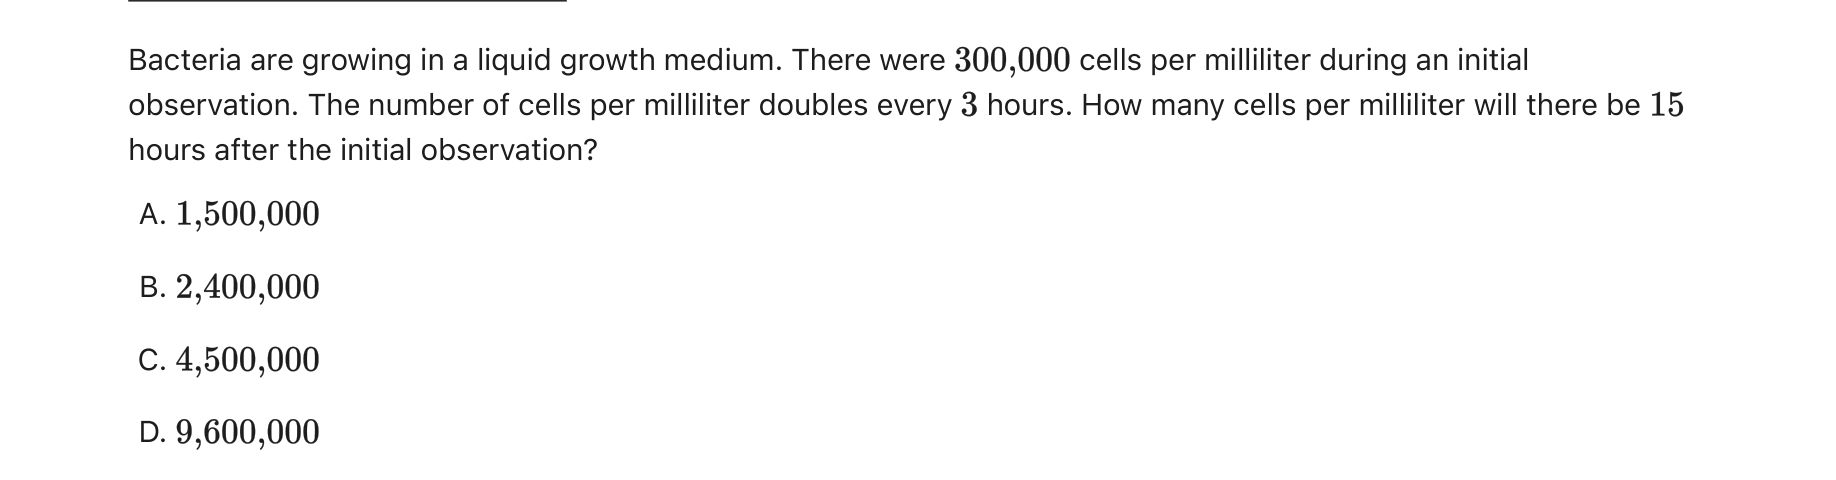 Bacteria are growing in a liquid growth medium. There were 300,000 cells per milliliter during an initial
observation. The number of cells per milliliter doubles every 3 hours. How many cells per milliliter will there be 15
hours after the initial observation?
A. 1,500,000
B. 2,400,000
C. 4,500,000
D. 9,600,000